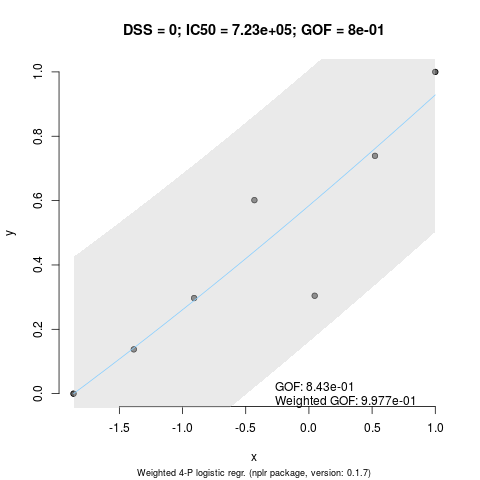 DSS = 0; IC50 = 7.23e+05; GOF = 8e-01
1.0
0.8
0.6
0.4
0.2
0.0
y
GOF: 8.43e-01
Weighted GOF: 9.977e-01
-1.5 -1.0 -0.5 0.0 0.5 1.0
x
Weighted 4-P logistic regr. (nplr package, version: 0.1.7)